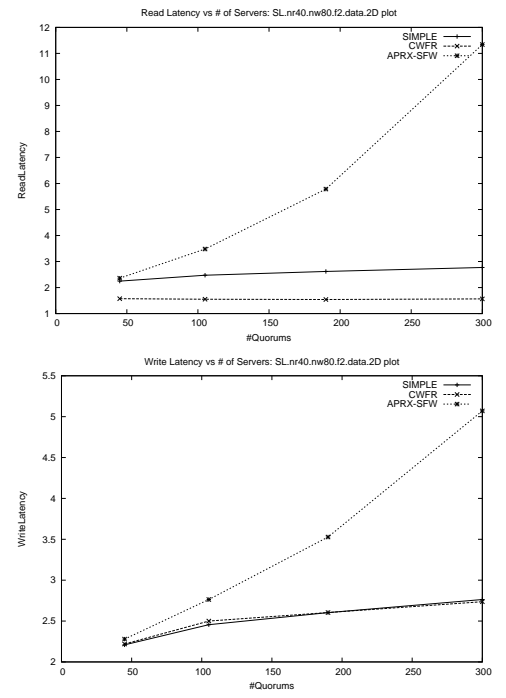 Read Latency vs # of Servers: SL.nr40.nw80.f2.data.2D plot
12
11
10
9
8
7
6
5
4
3
2
1
ReadLatency
SIMPLE
CWFR
APRX-SFW
0 50 100 150 200 250 300
#Quorums
Write Latency vs # of Servers: SL.nr40.nw80.f2.data.2D plot
5.5
5
4.5
4
3.5
3
2.5
2
WriteLatency
SIMPLE
CWFR
APRX-SFW
0 50 100 150 200 250 300
#Quorums